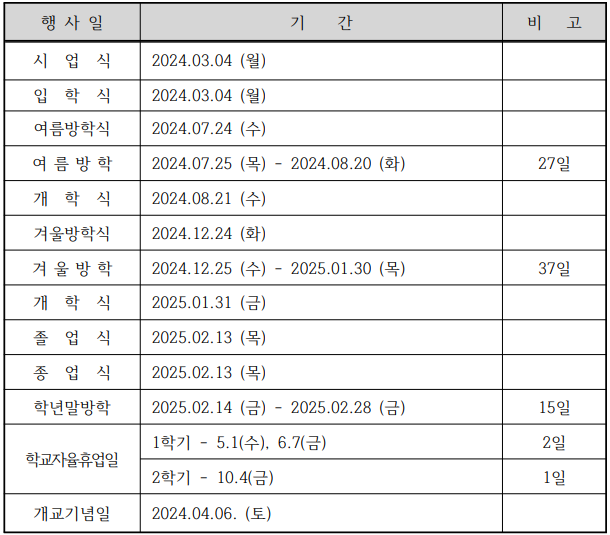 행 사 일 기 간 비 고
시 업 식 2024.03.04 (월)
입 학 식 2024.03.04 (월)
여름방학식 2024.07.24 (수)
여 름 방 학 2024.07.25 (목) - 2024.08.20 (화) 27일
개 학 식 2024.08.21 (수)
겨울방학식 2024.12.24 (화)
겨 울 방 학 2024.12.25 (수) - 2025.01.30 (목) 37일
개 학 식 2025.01.31 (금)
졸 업 식 2025.02.13 (목)
종 업 식 2025.02.13 (목)
학년말방학 2025.02.14 (금) - 2025.02.28 (금) 15일
학교자율휴업일 1학기 - 5.1(수), 6.7(금) 2일
2학기 - 10.4(금) 1일
개교기념일 2024.04.06. (토)